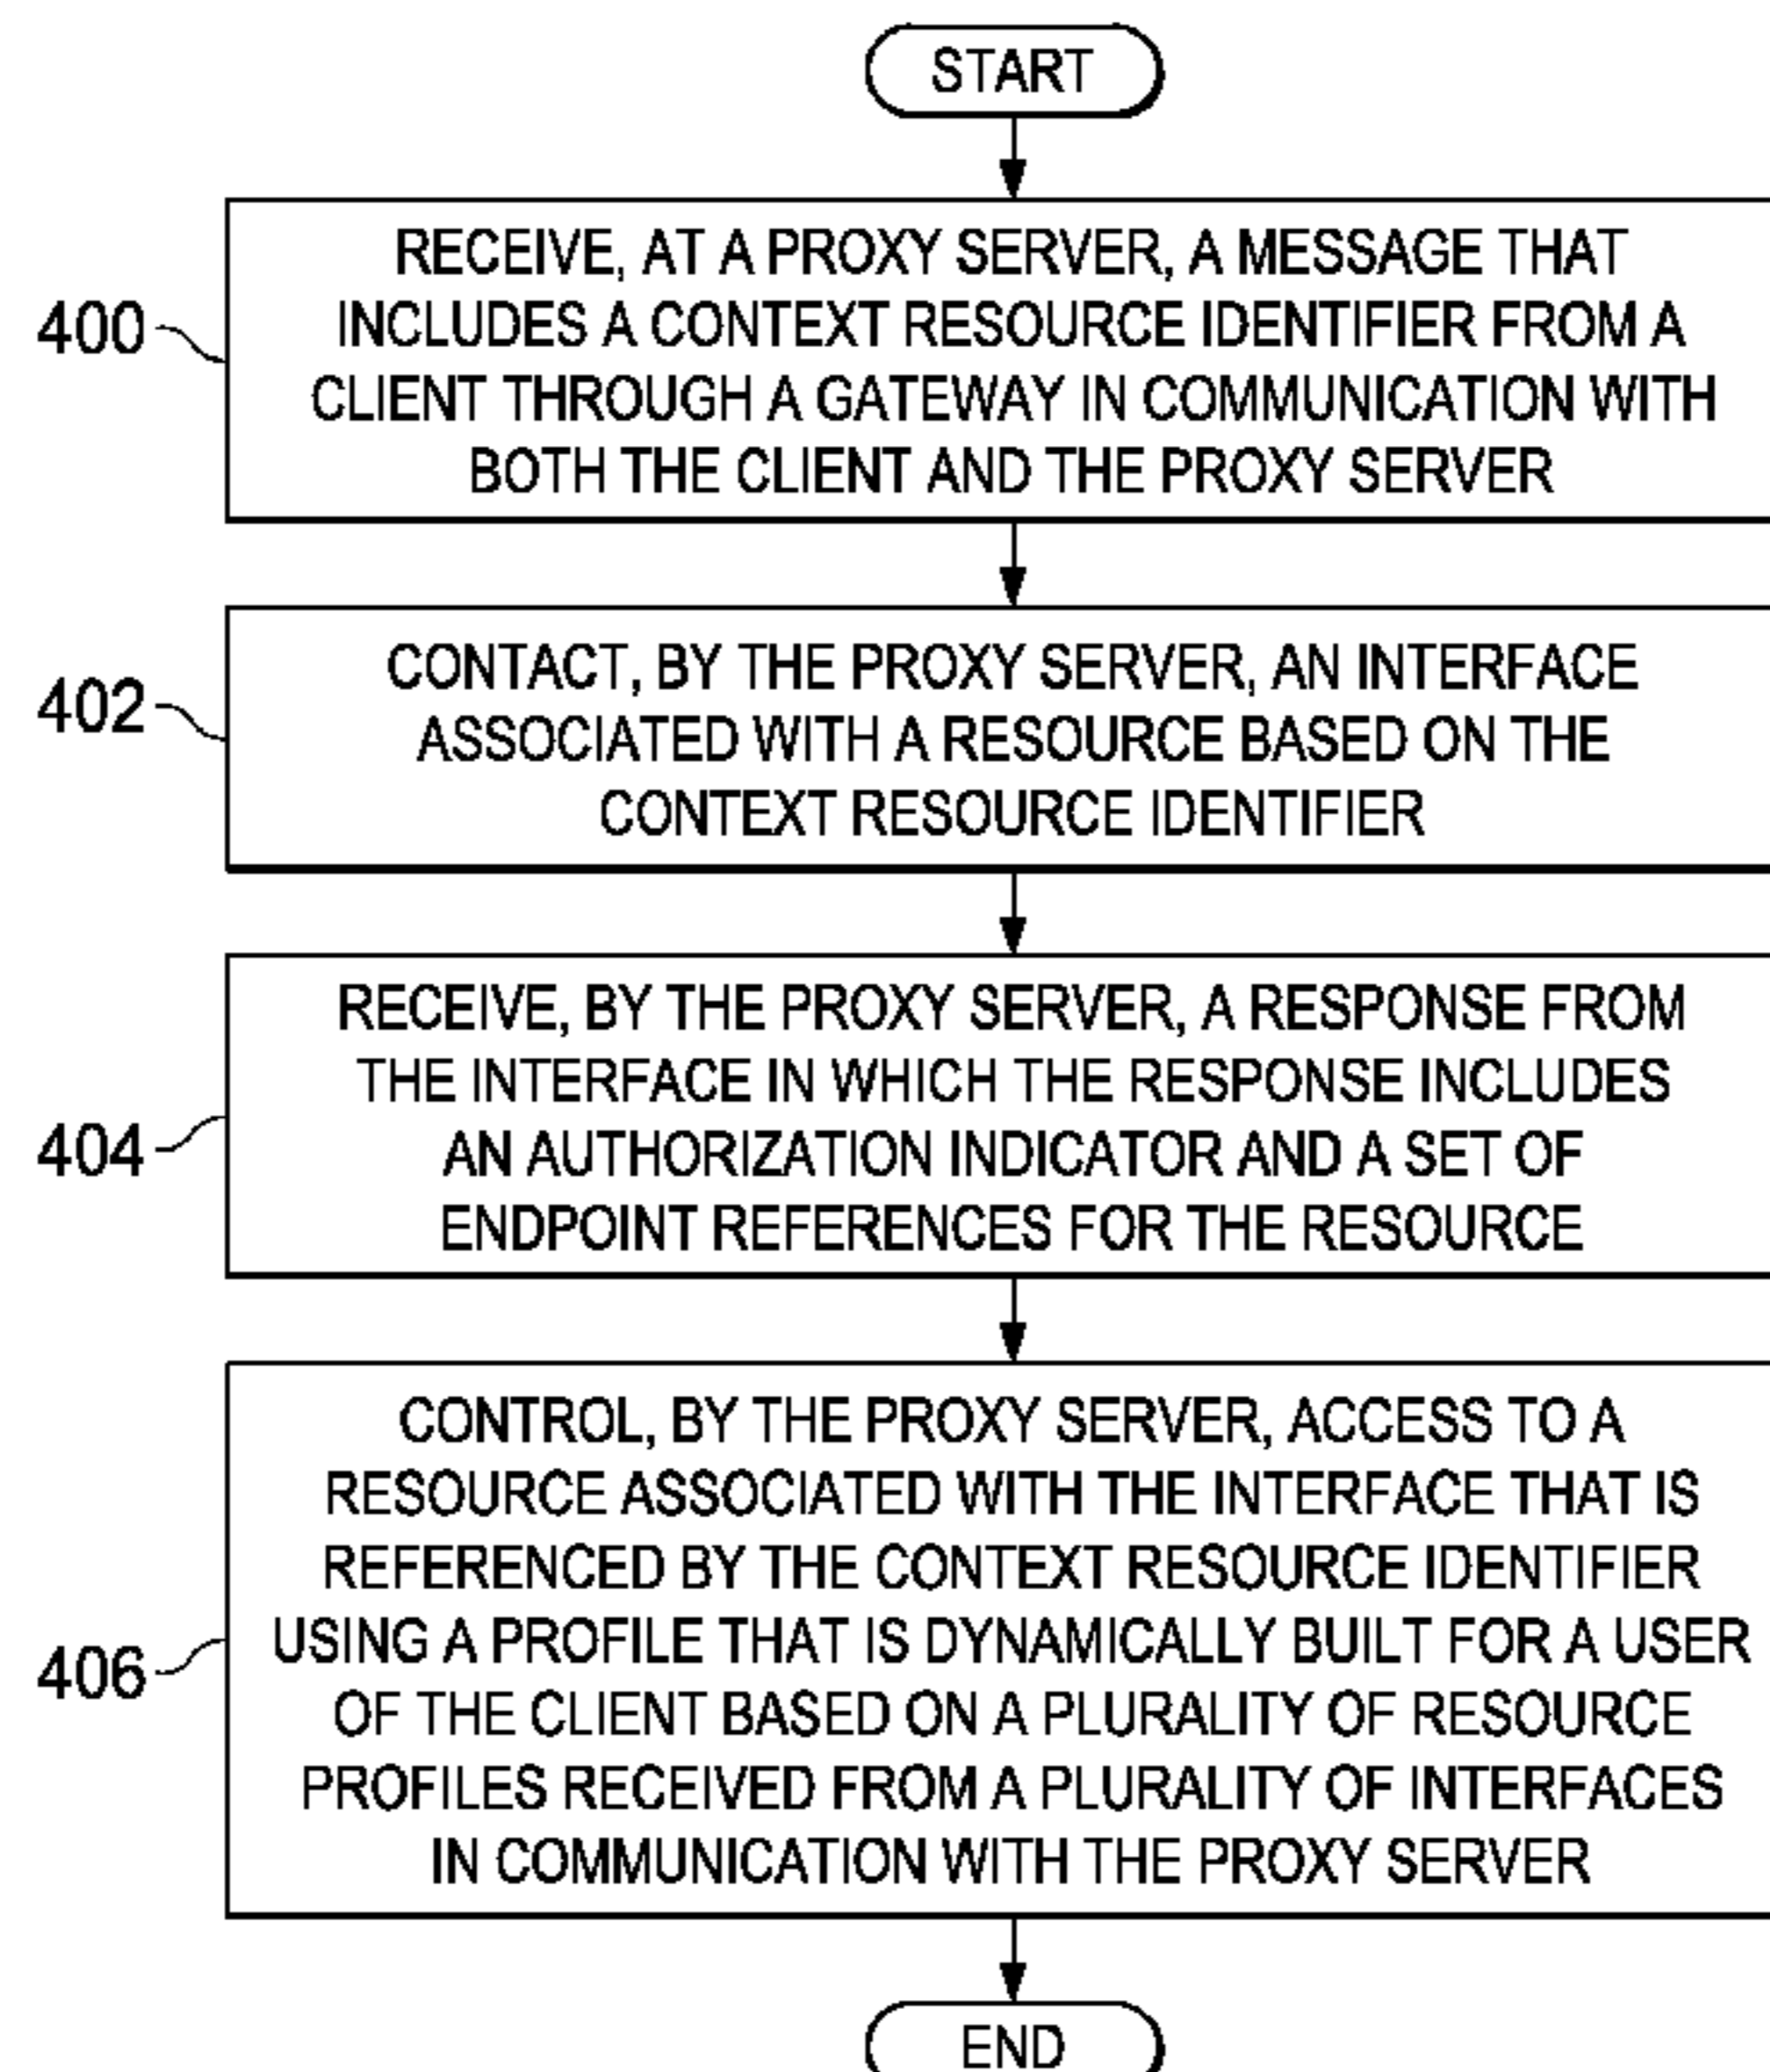 START
400
RECEIVE, AT A PROXY SERVER, A MESSAGE THAT
INCLUDES A CONTEXT RESOURCE IDENTIFIER FROM A
CLIENT THROUGH A GATEWAY IN COMMUNICATION WITH
BOTH THE CLIENT AND THE PROXY SERVER
402
CONTACT, BY THE PROXY SERVER, AN INTERFACE
ASSOCIATED WITH A RESOURCE BASED ON THE
CONTEXT RESOURCE IDENTIFIER
404
RECEIVE, BY THE PROXY SERVER, A RESPONSE FROM
THE INTERFACE IN WHICH THE RESPONSE INCLUDES
AN AUTHORIZATION INDICATOR AND A SET OF
ENDPOINT REFERENCES FOR THE RESOURCE
406
CONTROL, BY THE PROXY SERVER, ACCESS TO A
RESOURCE ASSOCIATED WITH THE INTERFACE THAT IS
REFERENCED BY THE CONTEXT RESOURCE IDENTIFIER
USING A PROFILE THAT IS DYNAMICALLY BUILT FOR A USER
OF THE CLIENT BASED ON A PLURALITY OF RESOURCE
PROFILES RECEIVED FROM A PLURALITY OF INTERFACES
IN COMMUNICATION WITH THE PROXY SERVER
END